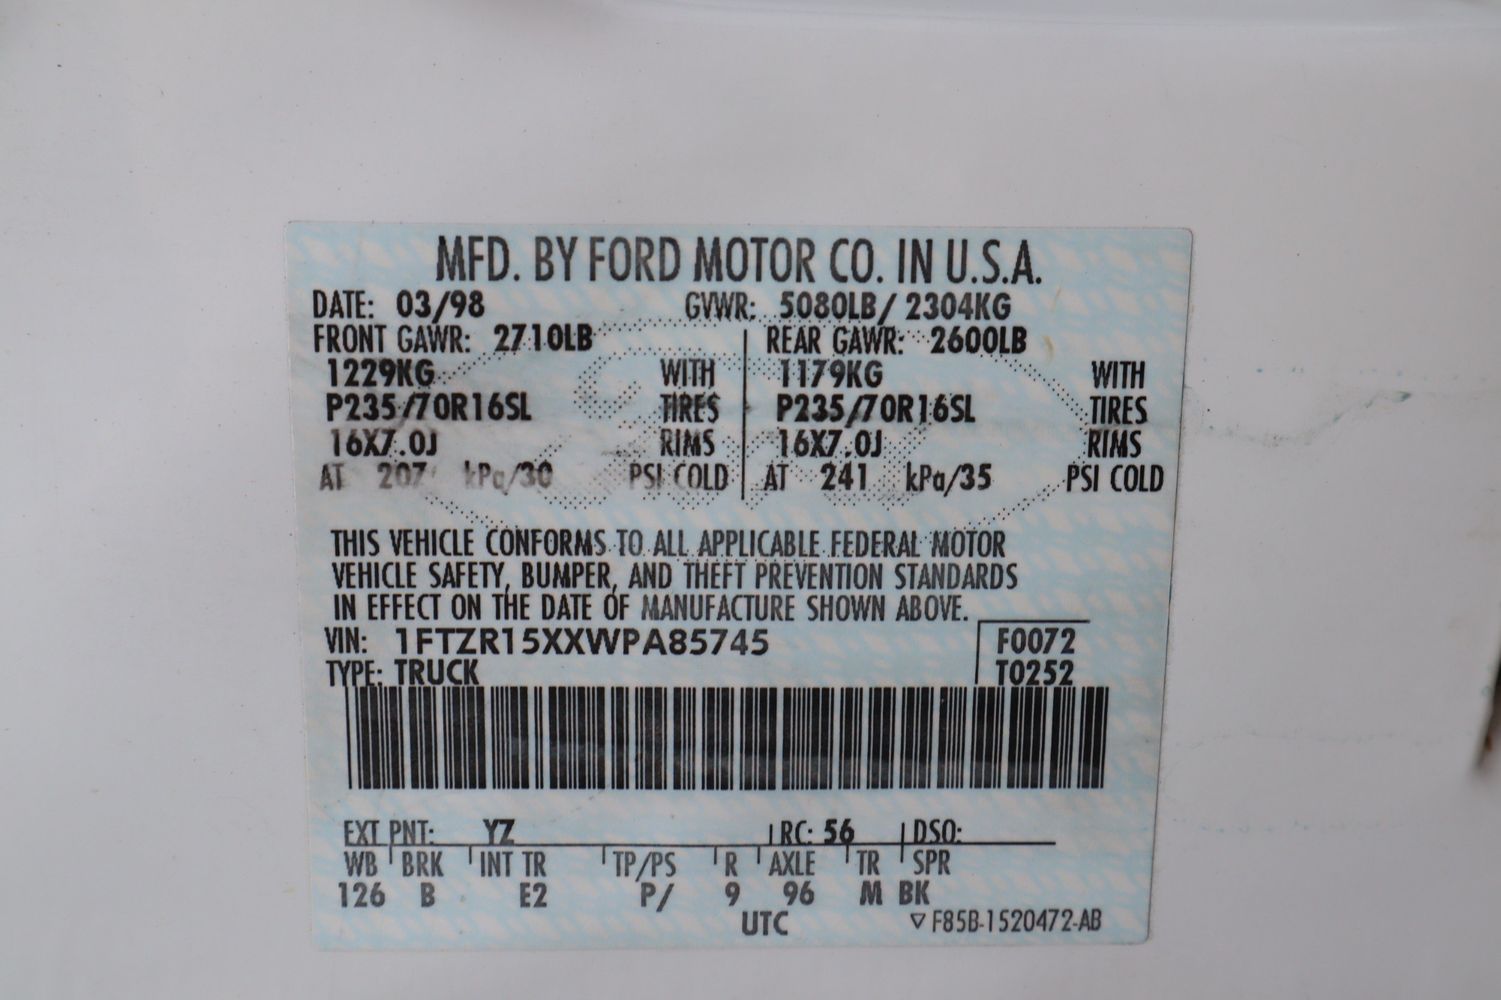 MFD. BY FORD MOTOR CO. IN U.S.A.
DATE: 03/98 GVWR: 5080LB/ 2304KG
FRONT GAWR: 2710LB REAR GAWR: 2600LB
1229KG WITH 1179KG WITH
P235/70R16SL TIRES P235/70R16SL TIRES
16X7.0J RIMS 16X7.0J RIMS
AT 207 kPa/30 PSI COLD AT 241 kPa/35 PSI COLD
THIS VEHICLE CONFORMS TO ALL APPLICABLE FEDERAL MOTOR
VEHICLE SAFETY, BUMPER, AND THEFT PREVENTION STANDARDS
IN EFFECT ON THE DATE OF MANUFACTURE SHOWN ABOVE.
VIN: 1FTZR15XXWPA85745 F0072
TYPE: TRUCK T0252
EXT PNT: YZ RC: 56 DSO:
WB BRK INT TR TP/PS R AXLE TR SPR
126 B E2 P/ 9 96 M BK
UTC ▽ F85B-1520472-AB